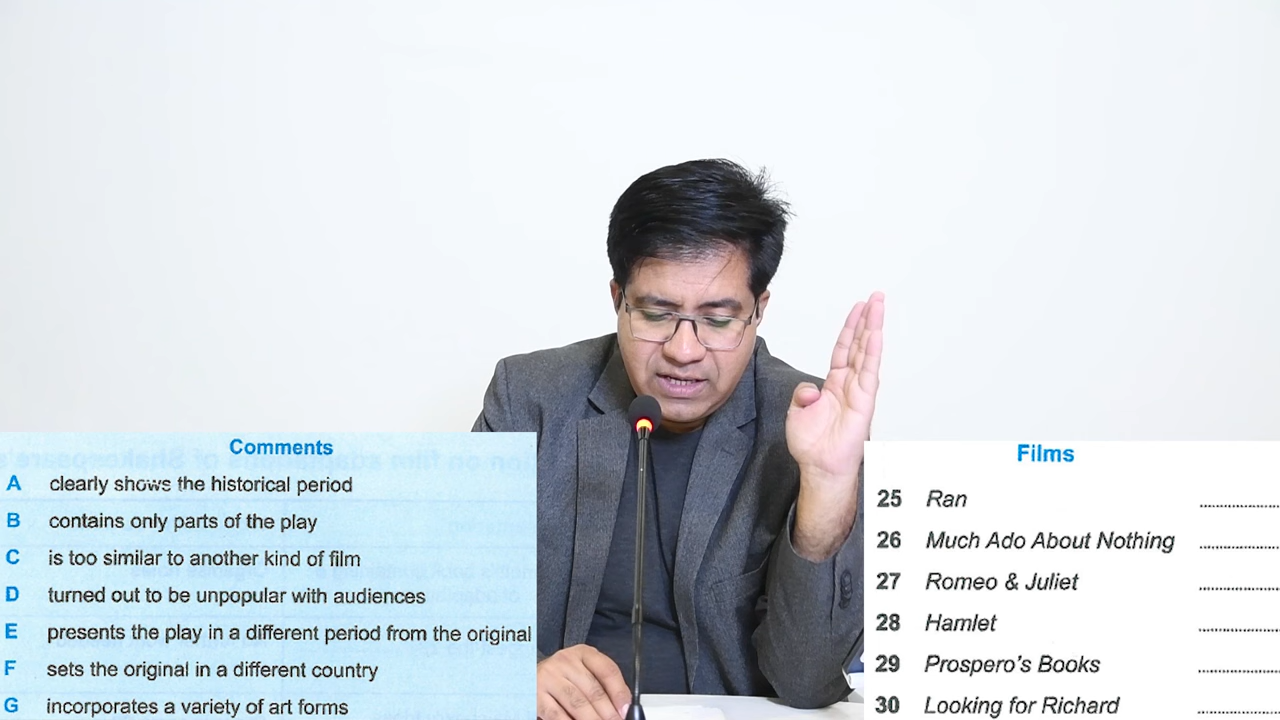 Comments
A clearly shows the historical period
B contains only parts of the play
C is too similar to another kind of film
D turned out to be unpopular with audiences
E presents the play in a different period from the original
F sets the original in a different country
G incorporates a variety of art forms
Films
25 Ran ....................
26 Much Ado About Nothing ....................
27 Romeo & Juliet ....................
28 Hamlet ....................
29 Prospero's Books ....................
30 Looking for Richard ....................